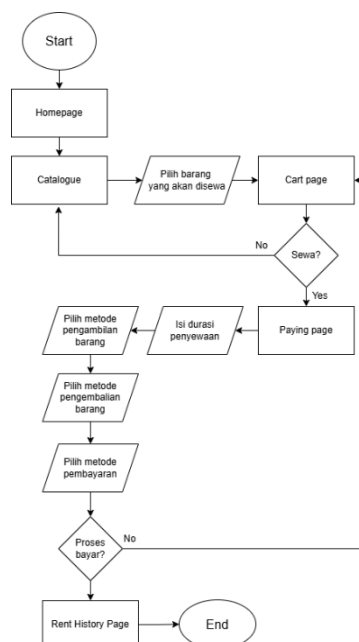 Start
Homepage
Catalogue
Pilih barang
yang akan disewa
Cart page
No
Sewa?
Yes
Pilih metode
pengambilan
barang
Isi durasi
penyewaan
Paying page
Pilih metode
pengembalian
barang
Pilih metode
pembayaran
Proses
bayar?
No
Rent History Page
End